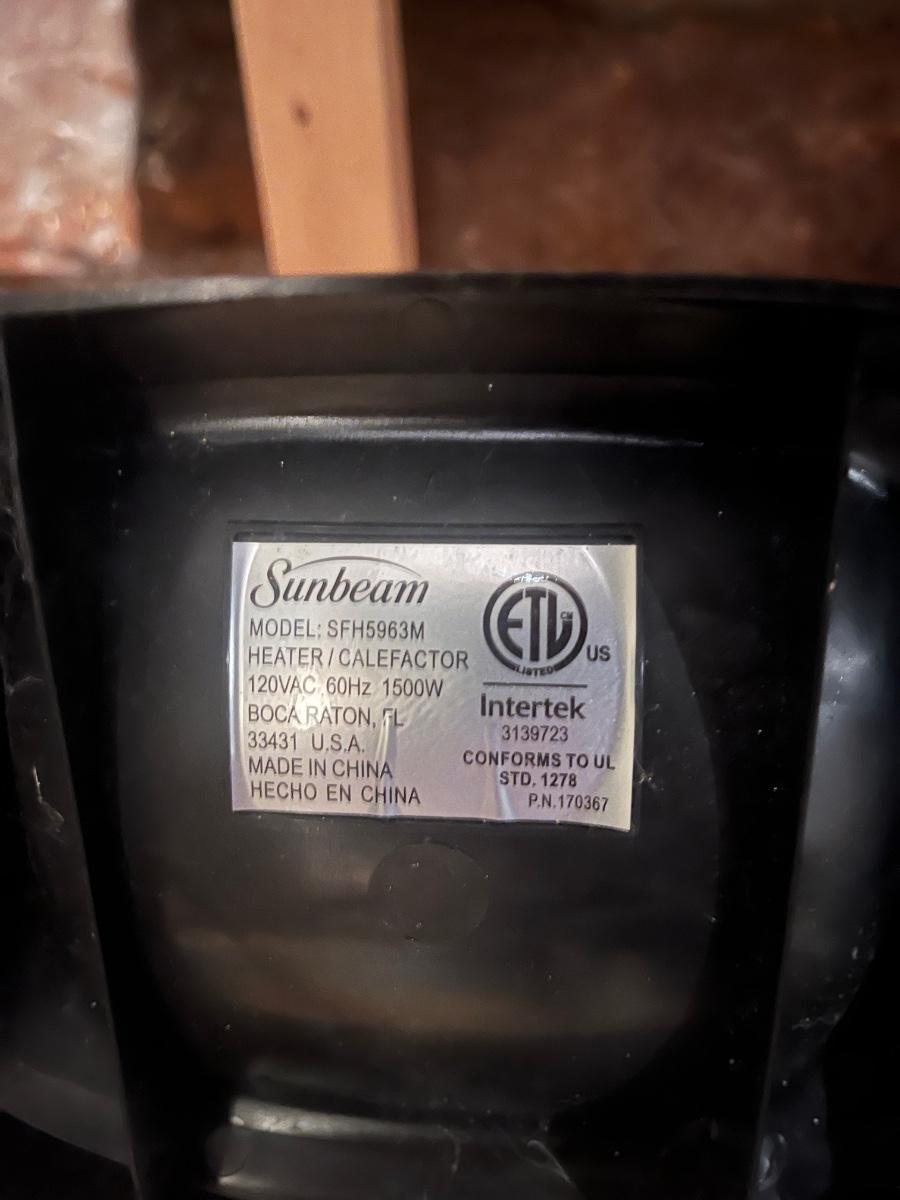 Sunbeam
MODEL: SFH5963M
HEATER / CALEFACTOR
120VAC 60Hz 1500W
BOCA RATON, FL
33431 U.S.A.
MADE IN CHINA
HECHO EN CHINA
ETL CM
LISTED
US
Intertek
3139723
CONFORMS TO UL
STD. 1278
P.N.170367